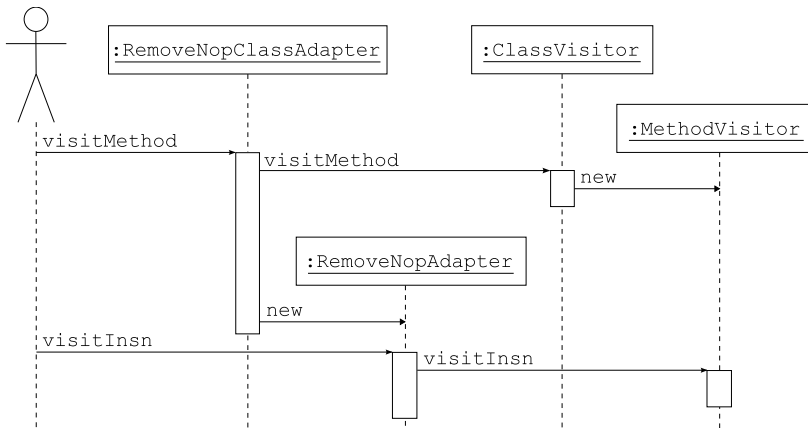 :RemoveNopClassAdapter
:ClassVisitor
:MethodVisitor
visitMethod
visitMethod
new
:RemoveNopAdapter
new
visitInsn
visitInsn